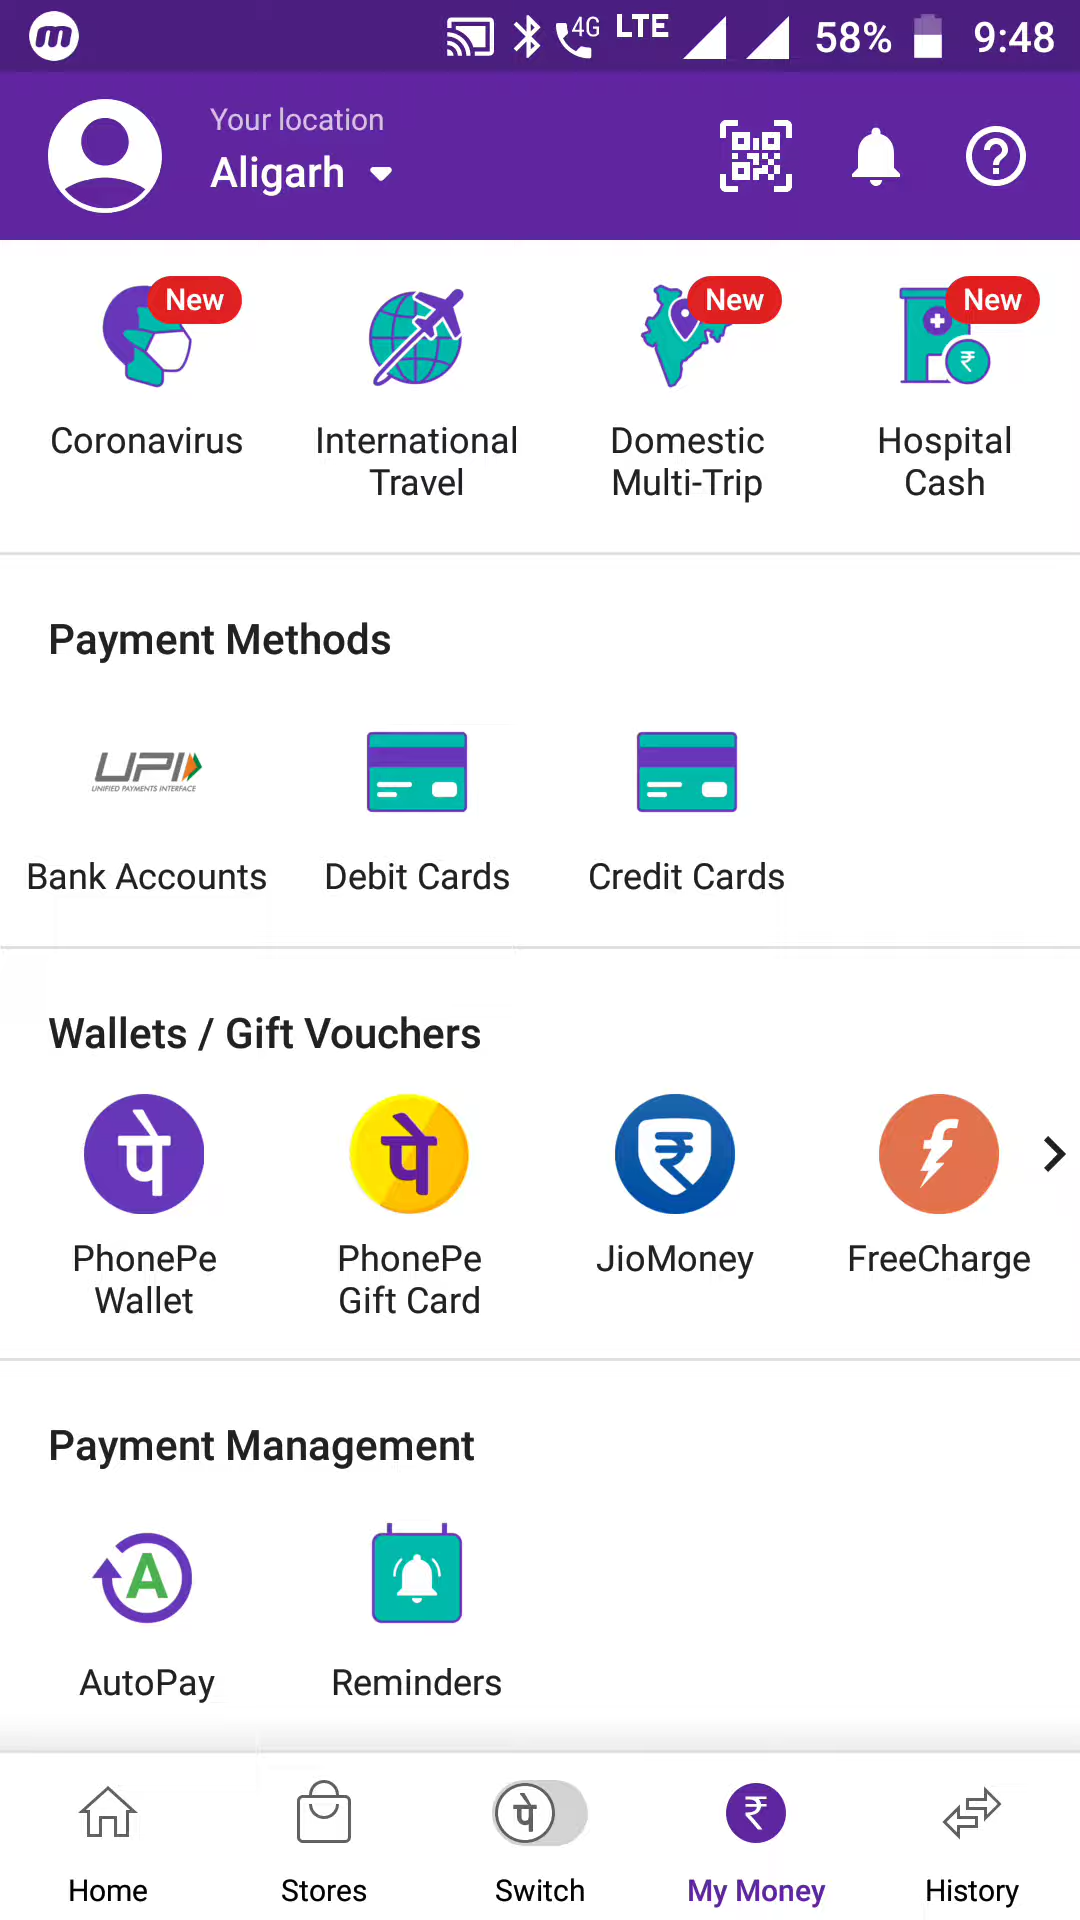 m
4G LTE 58% 9:48
Your location
Aligarh
New
New
New
Coronavirus
International
Travel
Domestic
Multi-Trip
Hospital
Cash
Payment Methods
UPI
UNIFIED PAYMENTS INTERFACE
Bank Accounts
Debit Cards
Credit Cards
Wallets / Gift Vouchers
पे
पे
₹
f
PhonePe
Wallet
PhonePe
Gift Card
JioMoney
FreeCharge
Payment Management
A
AutoPay
Reminders
पे
₹
Home
Stores
Switch
My Money
History